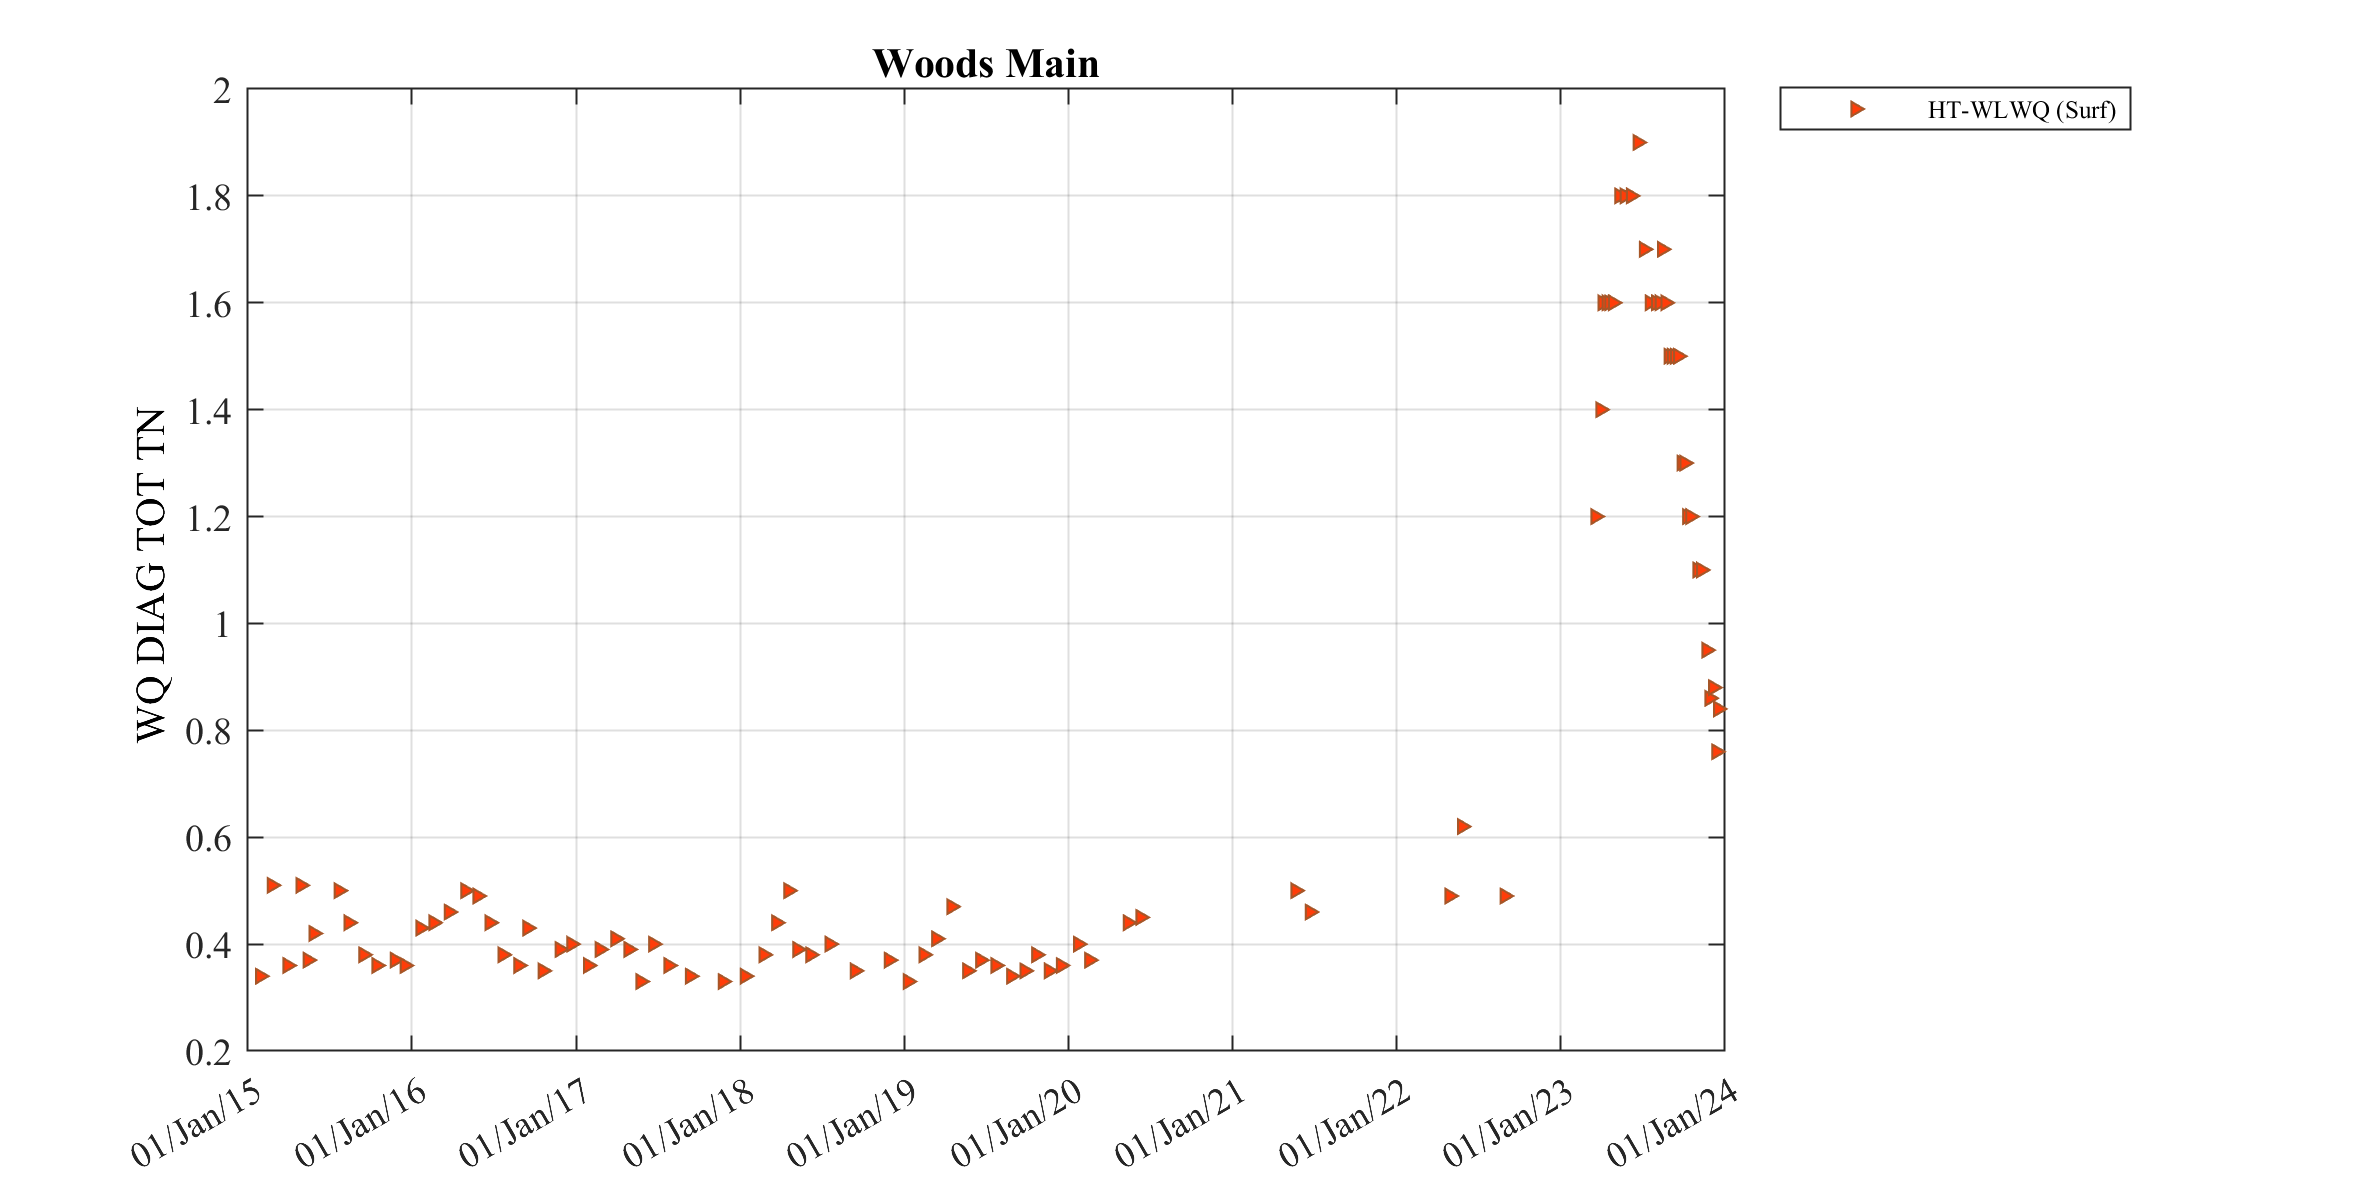 Woods Main
HT-WLWQ (Surf)
WQ DIAG TOT TN
2
1.8
1.6
1.4
1.2
1
0.8
0.6
0.4
0.2
01/Jan/15
01/Jan/16
01/Jan/17
01/Jan/18
01/Jan/19
01/Jan/20
01/Jan/21
01/Jan/22
01/Jan/23
01/Jan/24